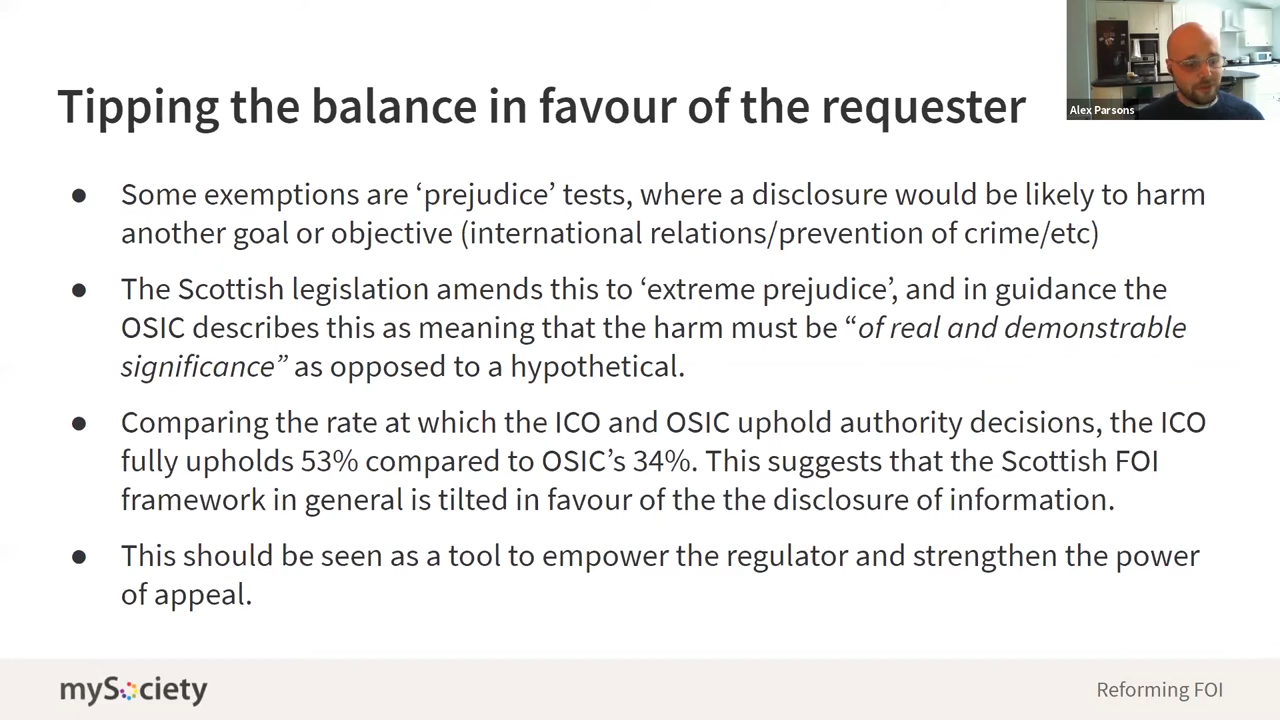 Tipping the balance in favour of the requester
Alex Parsons
● Some exemptions are ‘prejudice’ tests, where a disclosure would be likely to harm
another goal or objective (international relations/prevention of crime/etc)
● The Scottish legislation amends this to ‘extreme prejudice’, and in guidance the
OSIC describes this as meaning that the harm must be “of real and demonstrable
significance” as opposed to a hypothetical.
● Comparing the rate at which the ICO and OSIC uphold authority decisions, the ICO
fully upholds 53% compared to OSIC’s 34%. This suggests that the Scottish FOI
framework in general is tilted in favour of the the disclosure of information.
● This should be seen as a tool to empower the regulator and strengthen the power
of appeal.
mySociety
Reforming FOI